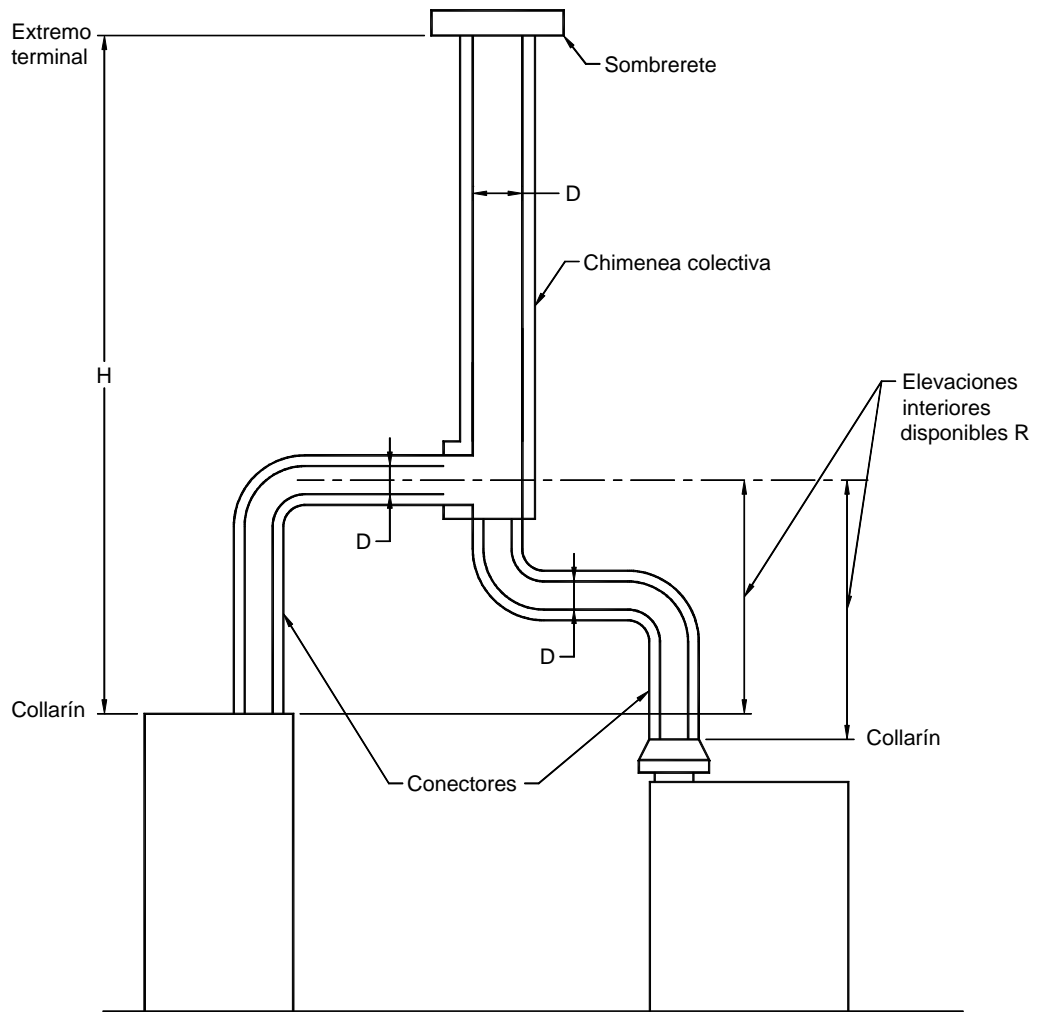 Extremo
terminal
Sombrerete
D
Chimenea colectiva
H
Elevaciones
interiores
disponibles R
D
D
Collarín
Collarín
Conectores